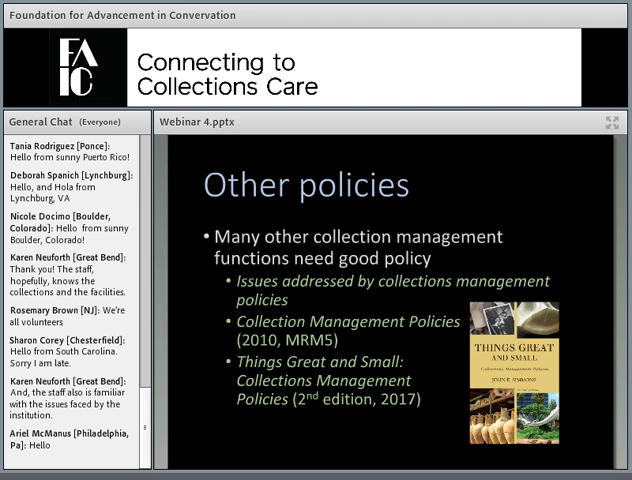 Foundation for Advancement in Convervation
FA
IC
Connecting to
Collections Care
General Chat (Everyone)
Tania Rodriguez [Ponce]:
Hello from sunny Puerto Rico!
Deborah Spanich [Lynchburg]:
Hello, and Hola from
Lynchburg, VA
Nicole Docimo [Boulder,
Colorado]: Hello from sunny
Boulder, Colorado!
Karen Neuforth [Great Bend]:
Thank you! The staff,
hopefully, knows the
collections and the facilities.
Rosemary Brown [NJ]: We're
all volunteers
Sharon Corey [Chesterfield]:
Hello from South Carolina.
Sorry I am late.
Karen Neuforth [Great Bend]:
And, the staff also is familiar
with the issues faced by the
institution.
Ariel McManus [Philadelphia,
Pa]: Hello
Webinar 4.pptx
Other policies
• Many other collection management
functions need good policy
• Issues addressed by collections management
policies
• Collection Management Policies
(2010, MRM5)
• Things Great and Small:
Collections Management
Policies (2nd edition, 2017)
THINGS GREAT
AND SMALL
Collections Management Policies
JOHN E. SIMMONS